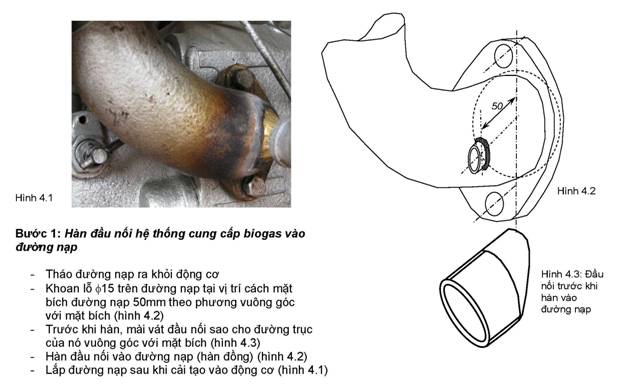 Hình 4.1
50
Hình 4.2
Bước 1: Hàn đầu nối hệ thống cung cấp biogas vào
đường nạp
- Tháo đường nạp ra khỏi động cơ
- Khoan lỗ ϕ15 trên đường nạp tại vị trí cách mặt
bích đường nạp 50mm theo phương vuông góc
với mặt bích (hình 4.2)
- Trước khi hàn, mài vát đầu nối sao cho đường trục
của nó vuông góc với mặt bích (hình 4.3)
- Hàn đầu nối vào đường nạp (hàn đồng) (hình 4.2)
- Lắp đường nạp sau khi cải tạo vào động cơ (hình 4.1)
Hình 4.3: Đầu
nối trước khi
hàn vào
đường nạp